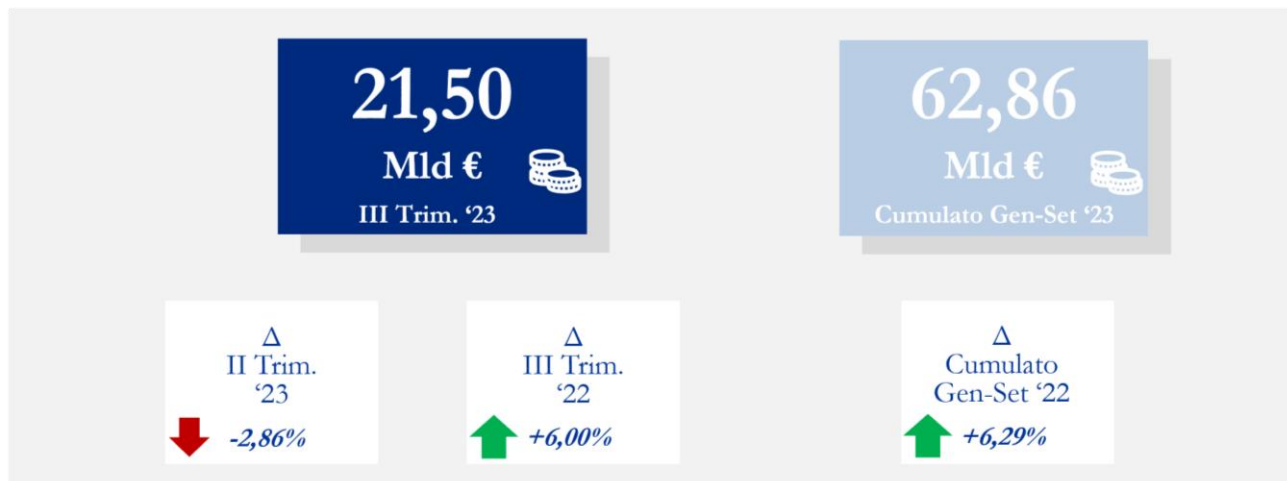 21,50
Mld €
III Trim. ‘23
62,86
Mld €
Cumulato Gen-Set ‘23
Δ
II Trim.
‘23
-2,86%
Δ
III Trim.
‘22
+6,00%
Δ
Cumulato
Gen-Set ‘22
+6,29%